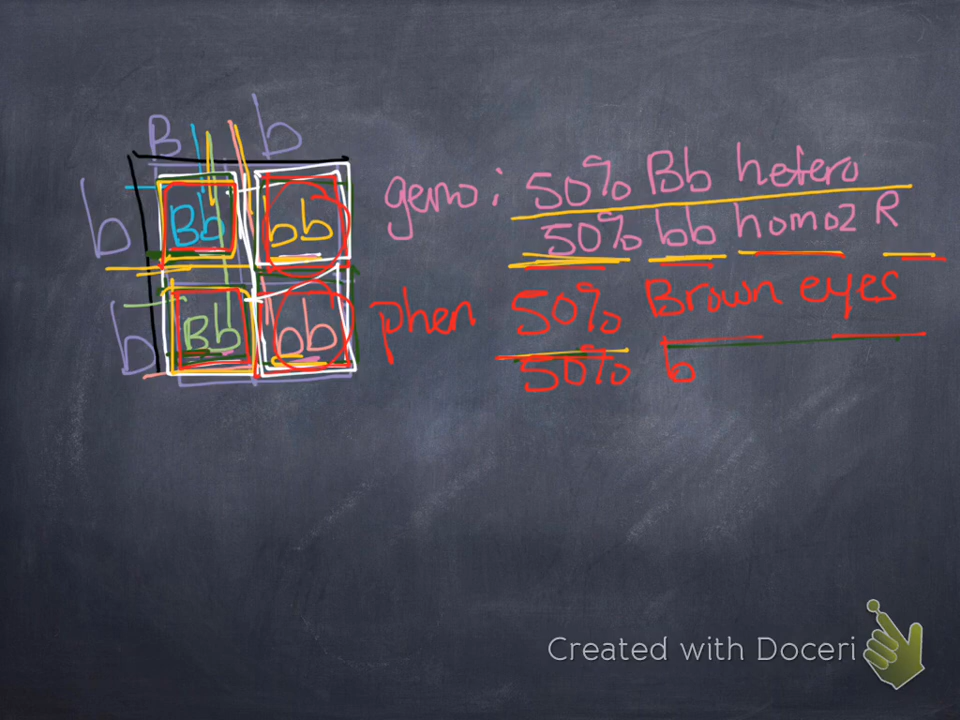 B b
b Bb bb
b Bb bb
geno: 50% Bb hetero
50% bb homoz R
phen 50% Brown eyes
50% b
Created with Doceri